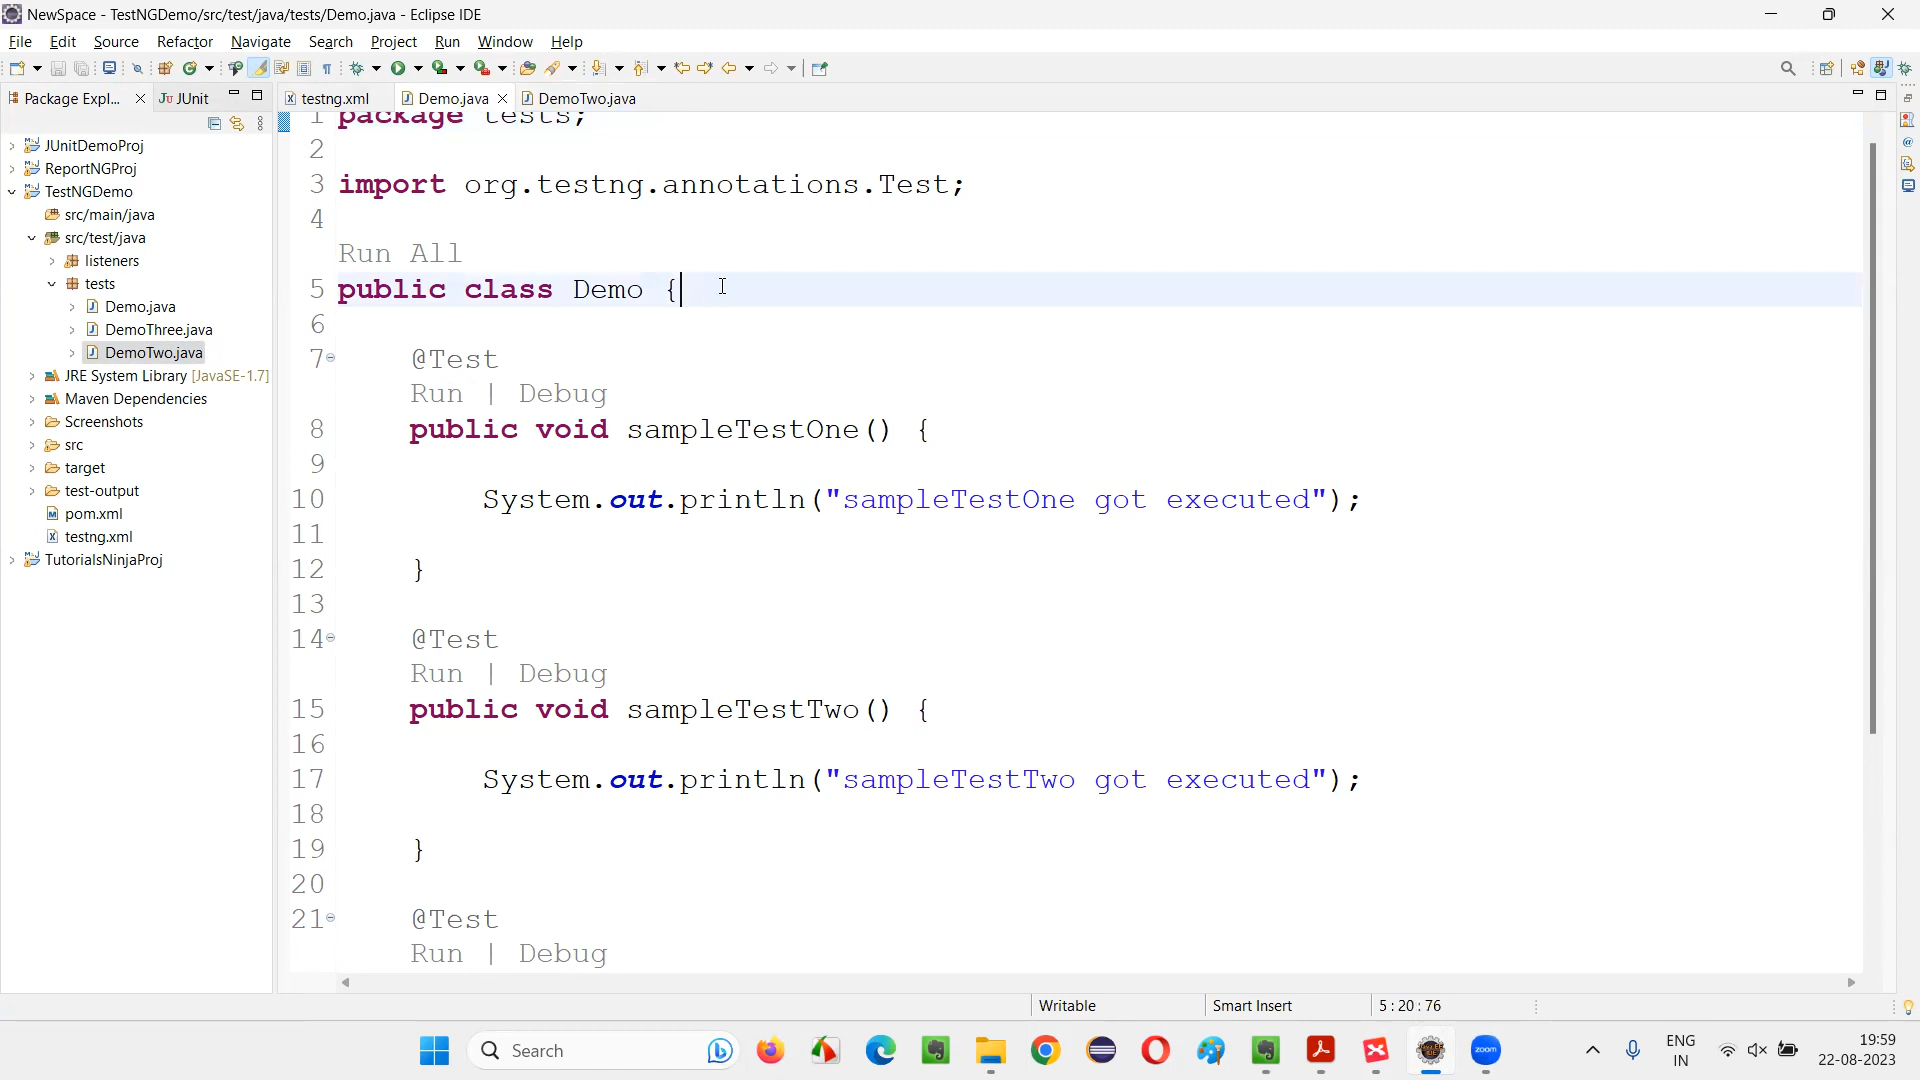 NewSpace - TestNGDemo/src/test/java/tests/Demo.java - Eclipse IDE
File Edit Source Refactor Navigate Search Project Run Window Help
Package Expl... JUnit testng.xml Demo.java DemoTwo.java
JUnitDemoProj
ReportNGProj
TestNGDemo
src/main/java
src/test/java
listeners
tests
Demo.java
DemoThree.java
DemoTwo.java
JRE System Library [JavaSE-1.7]
Maven Dependencies
Screenshots
src
target
test-output
pom.xml
testng.xml
TutorialsNinjaProj
1 package tests;
2
3 import org.testng.annotations.Test;
4
Run All
5 public class Demo {
6
7 @Test
Run | Debug
8 public void sampleTestOne() {
9
10 System.out.println("sampleTestOne got executed");
11
12 }
13
14 @Test
Run | Debug
15 public void sampleTestTwo() {
16
17 System.out.println("sampleTestTwo got executed");
18
19 }
20
21 @Test
Run | Debug
Writable Smart Insert 5 : 20 : 76
Search zoom ENG 19:59
IN 22-08-2023